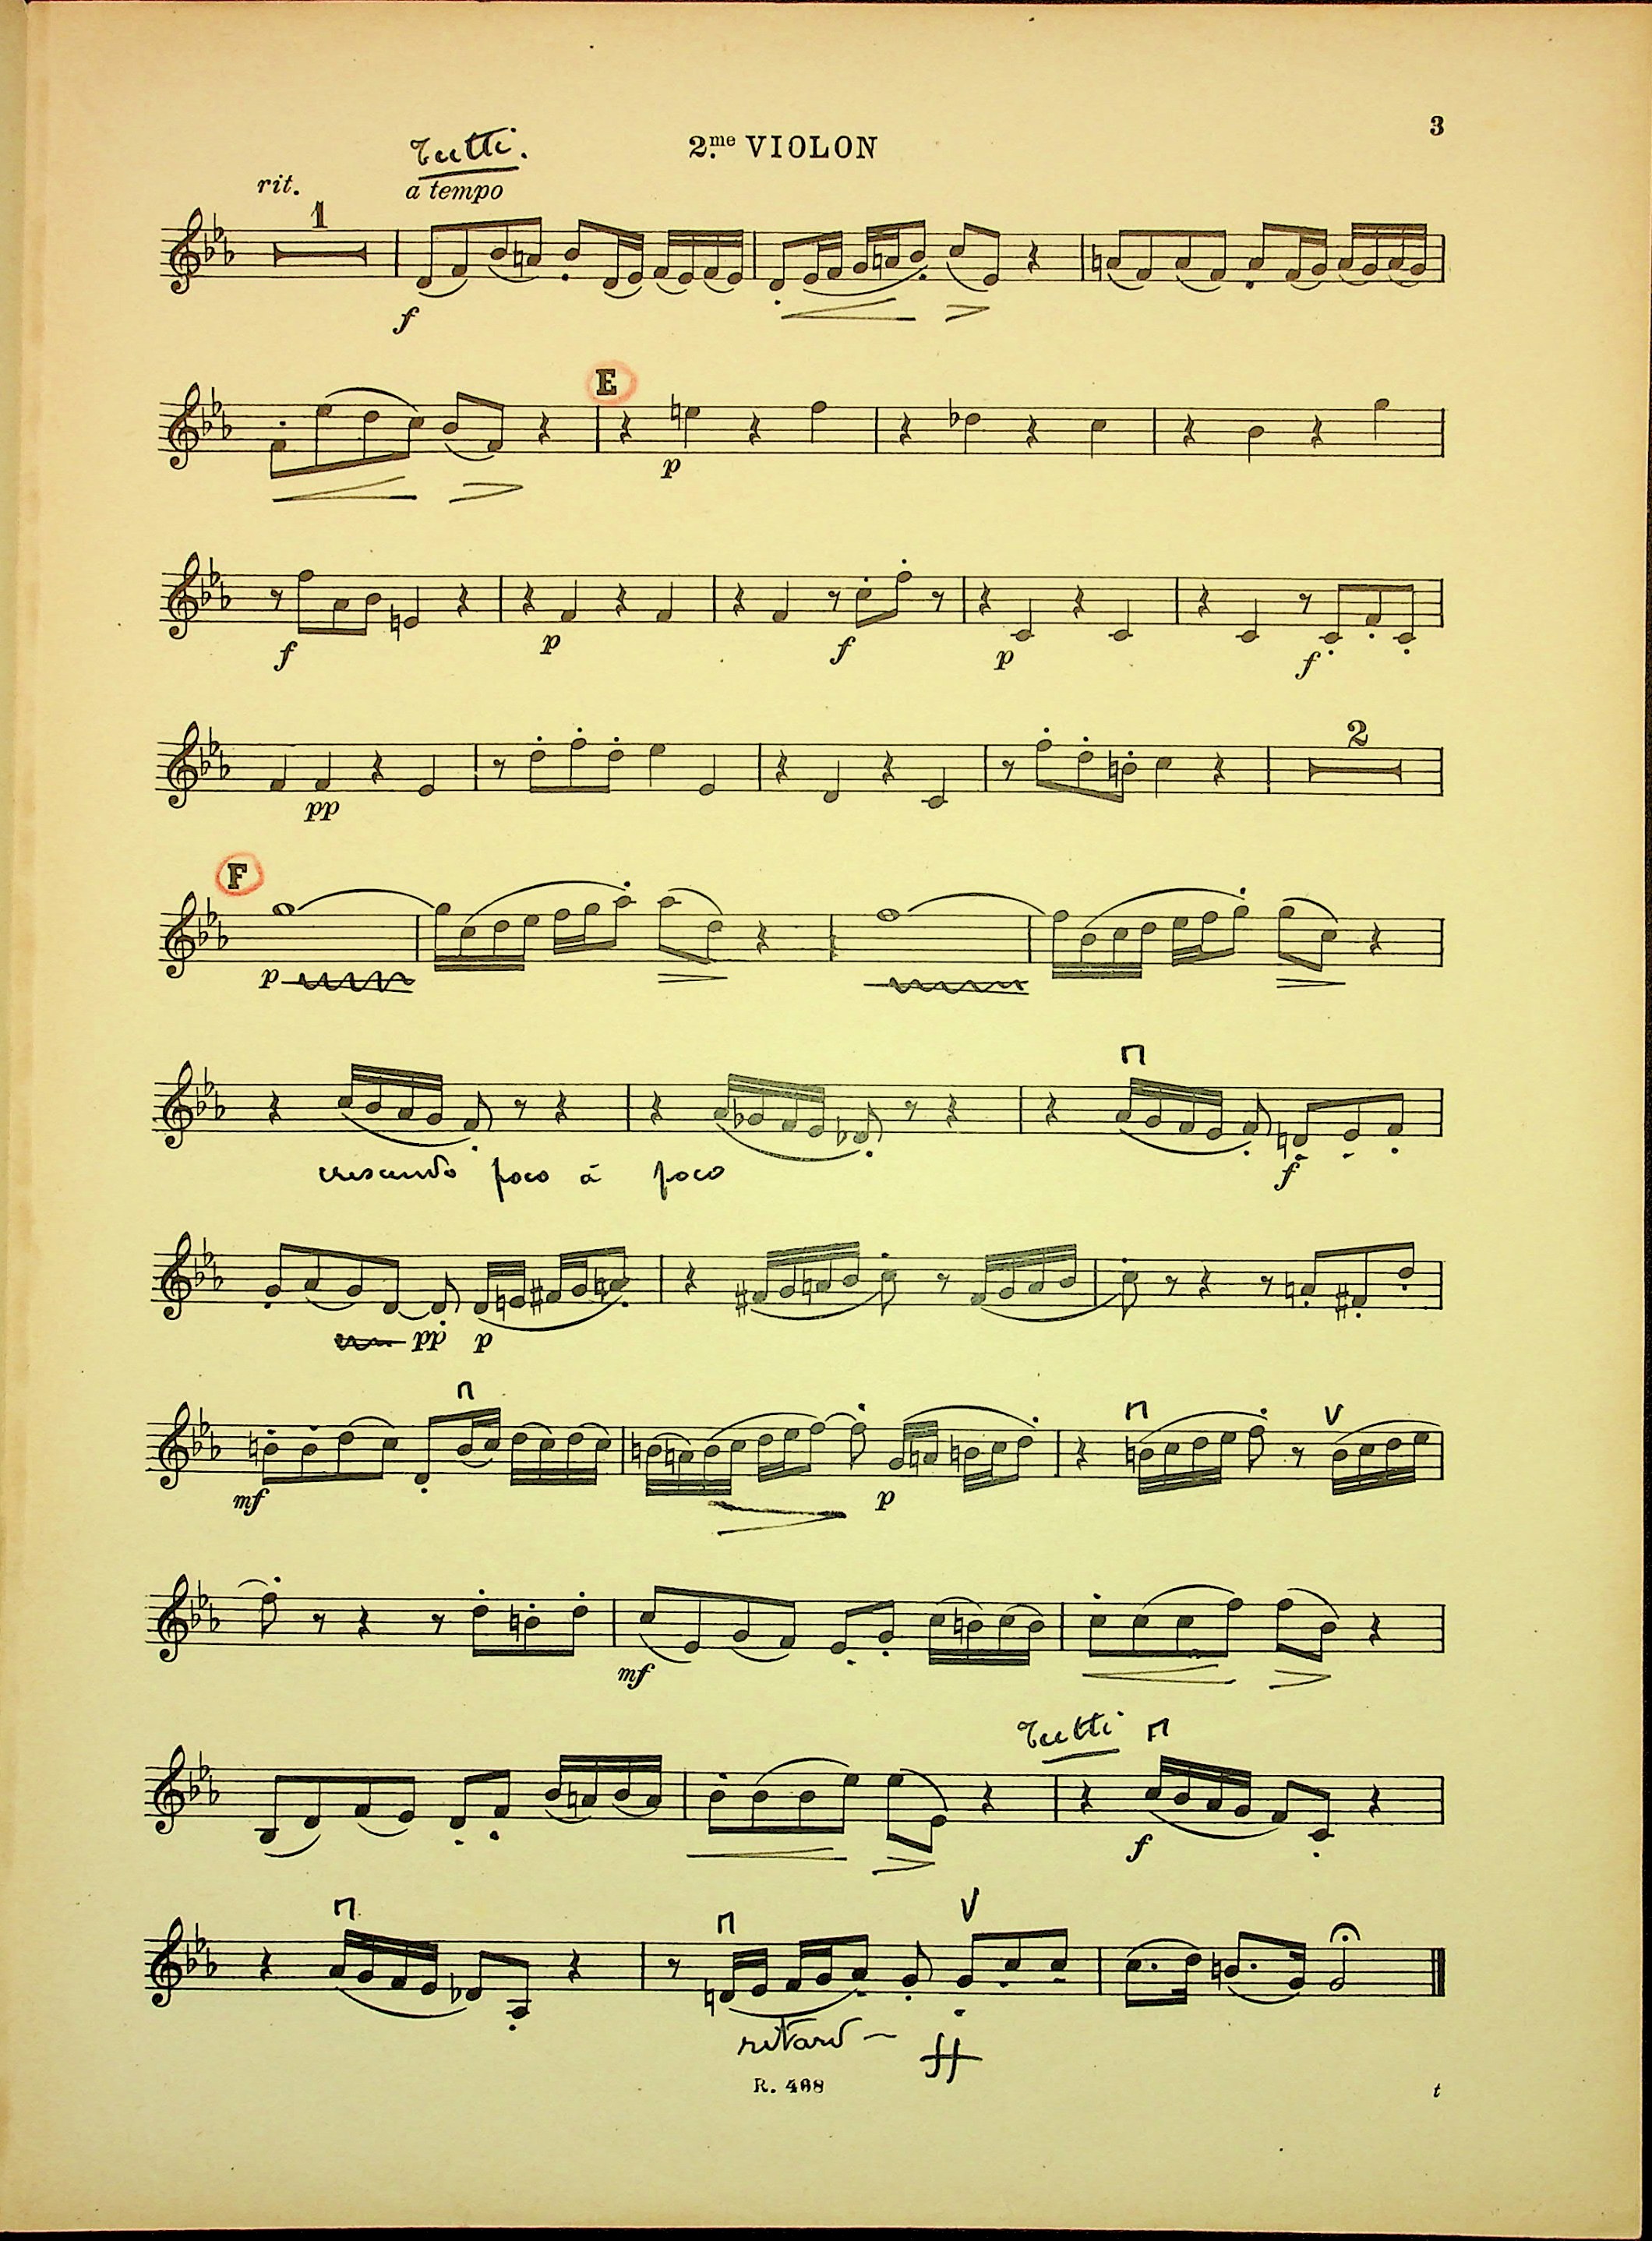 3
Tutti.
2.me VIOLON
rit.
a tempo
1
f
E
p
f
p
f
p
f
2
pp
F
p
crescendo poco à poco
f
pp
p
mf
p
mf
Tutti
f
ritard
ff
R. 468
t